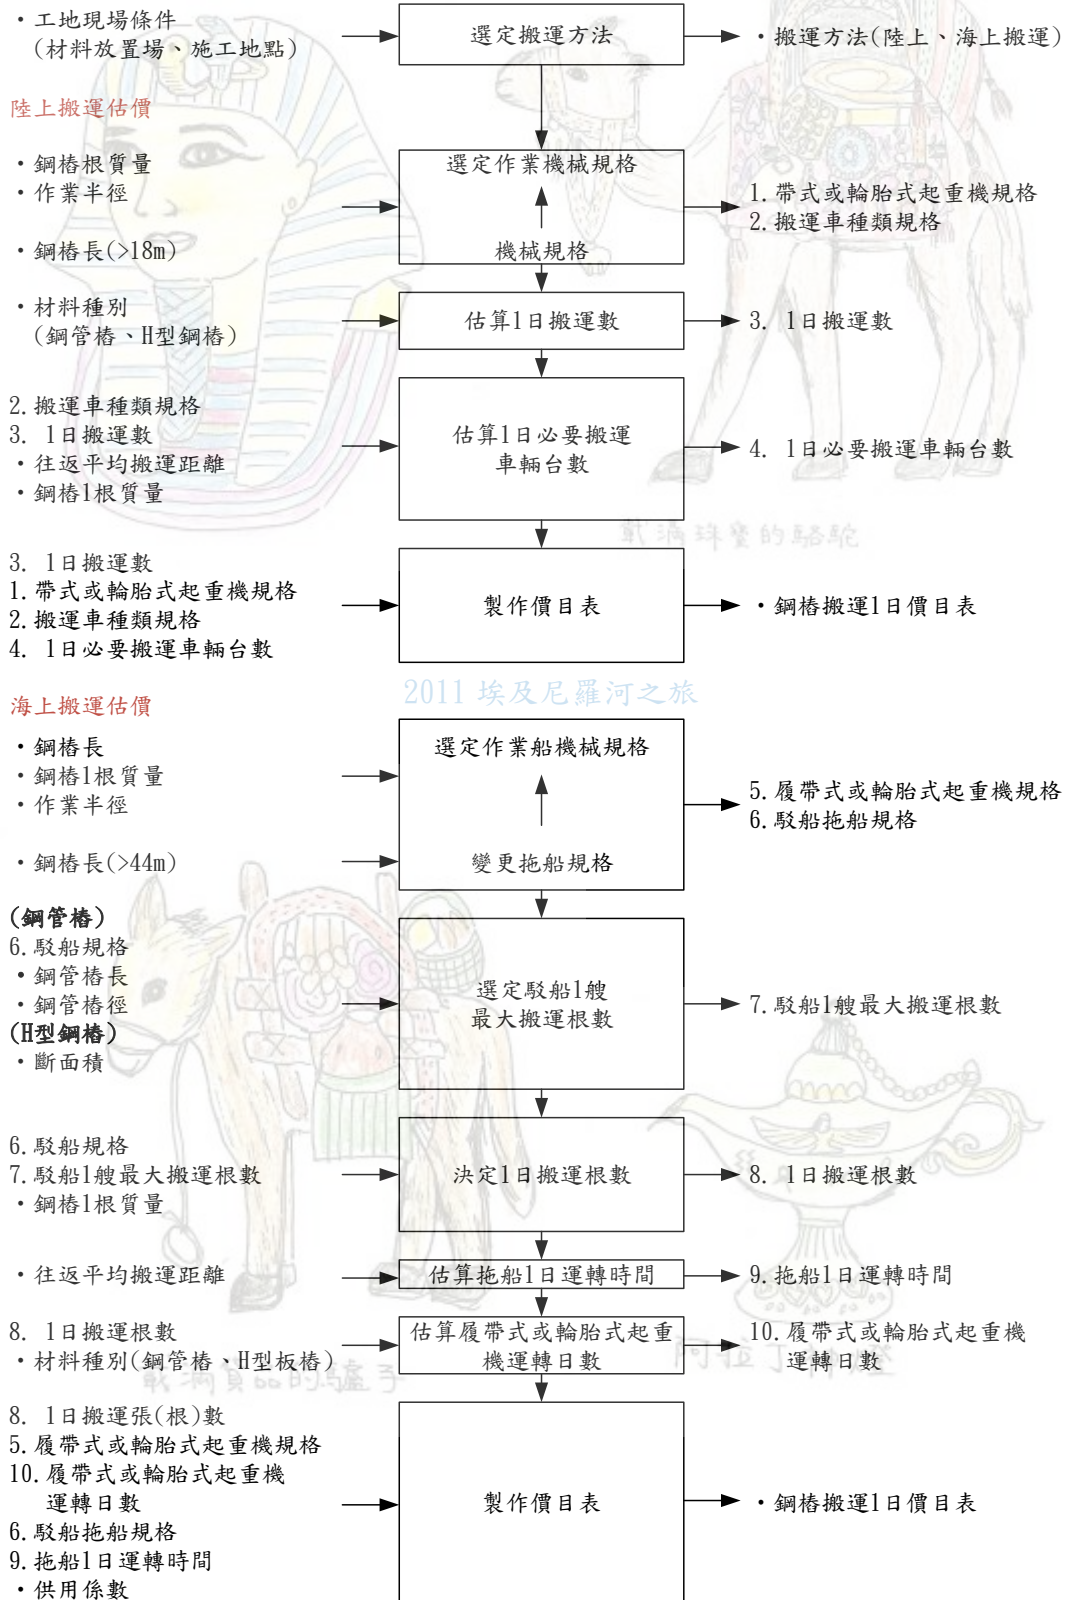 ・工地現場條件
(材料放置場、施工地點)
選定搬運方法
・搬運方法(陸上、海上搬運)
陸上搬運估價
・鋼樁根質量
・作業半徑
・鋼樁長(>18m)
選定作業機械規格
機械規格
1.帶式或輪胎式起重機規格
2.搬運車種類規格
・材料種別
(鋼管樁、H型鋼樁)
估算1日搬運數
3. 1日搬運數
2.搬運車種類規格
3. 1日搬運數
・往返平均搬運距離
・鋼樁1根質量
估算1日必要搬運
車輛台數
4. 1日必要搬運車輛台數
載滿珠寶的駱駝
3. 1日搬運數
1.帶式或輪胎式起重機規格
2.搬運車種類規格
4. 1日必要搬運車輛台數
製作價目表
・鋼樁搬運1日價目表
2011 埃及尼羅河之旅
海上搬運估價
・鋼樁長
・鋼樁1根質量
・作業半徑
・鋼樁長(>44m)
選定作業船機械規格
變更拖船規格
5.履帶式或輪胎式起重機規格
6.駁船拖船規格
(鋼管樁)
6.駁船規格
・鋼管樁長
・鋼管樁徑
(H型鋼樁)
・斷面積
選定駁船1艘
最大搬運根數
7.駁船1艘最大搬運根數
6.駁船規格
7.駁船1艘最大搬運根數
・鋼樁1根質量
決定1日搬運根數
8. 1日搬運根數
・往返平均搬運距離
估算拖船1日運轉時間
9.拖船1日運轉時間
8. 1日搬運根數
・材料種別(鋼管樁、H型板樁)
估算履帶式或輪胎式起重
機運轉日數
10.履帶式或輪胎式起重機
運轉日數
載滿貨品的驢子
阿拉丁神燈
8. 1日搬運張(根)數
5.履帶式或輪胎式起重機規格
10.履帶式或輪胎式起重機
運轉日數
6.駁船拖船規格
9.拖船1日運轉時間
・供用係數
製作價目表
・鋼樁搬運1日價目表